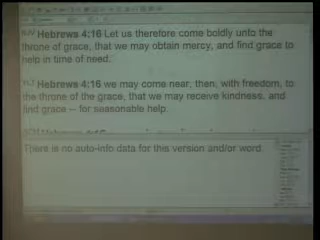 Hebrews 4:16 Let us therefore come boldly unto the
throne of grace, that we may obtain mercy, and find grace to
help in time of need.
Hebrews 4:16 we may come near, then, with freedom, to
the throne of the grace, that we may receive kindness, and
find grace -- for seasonable help.
There is no auto-info data for this version and/or word.